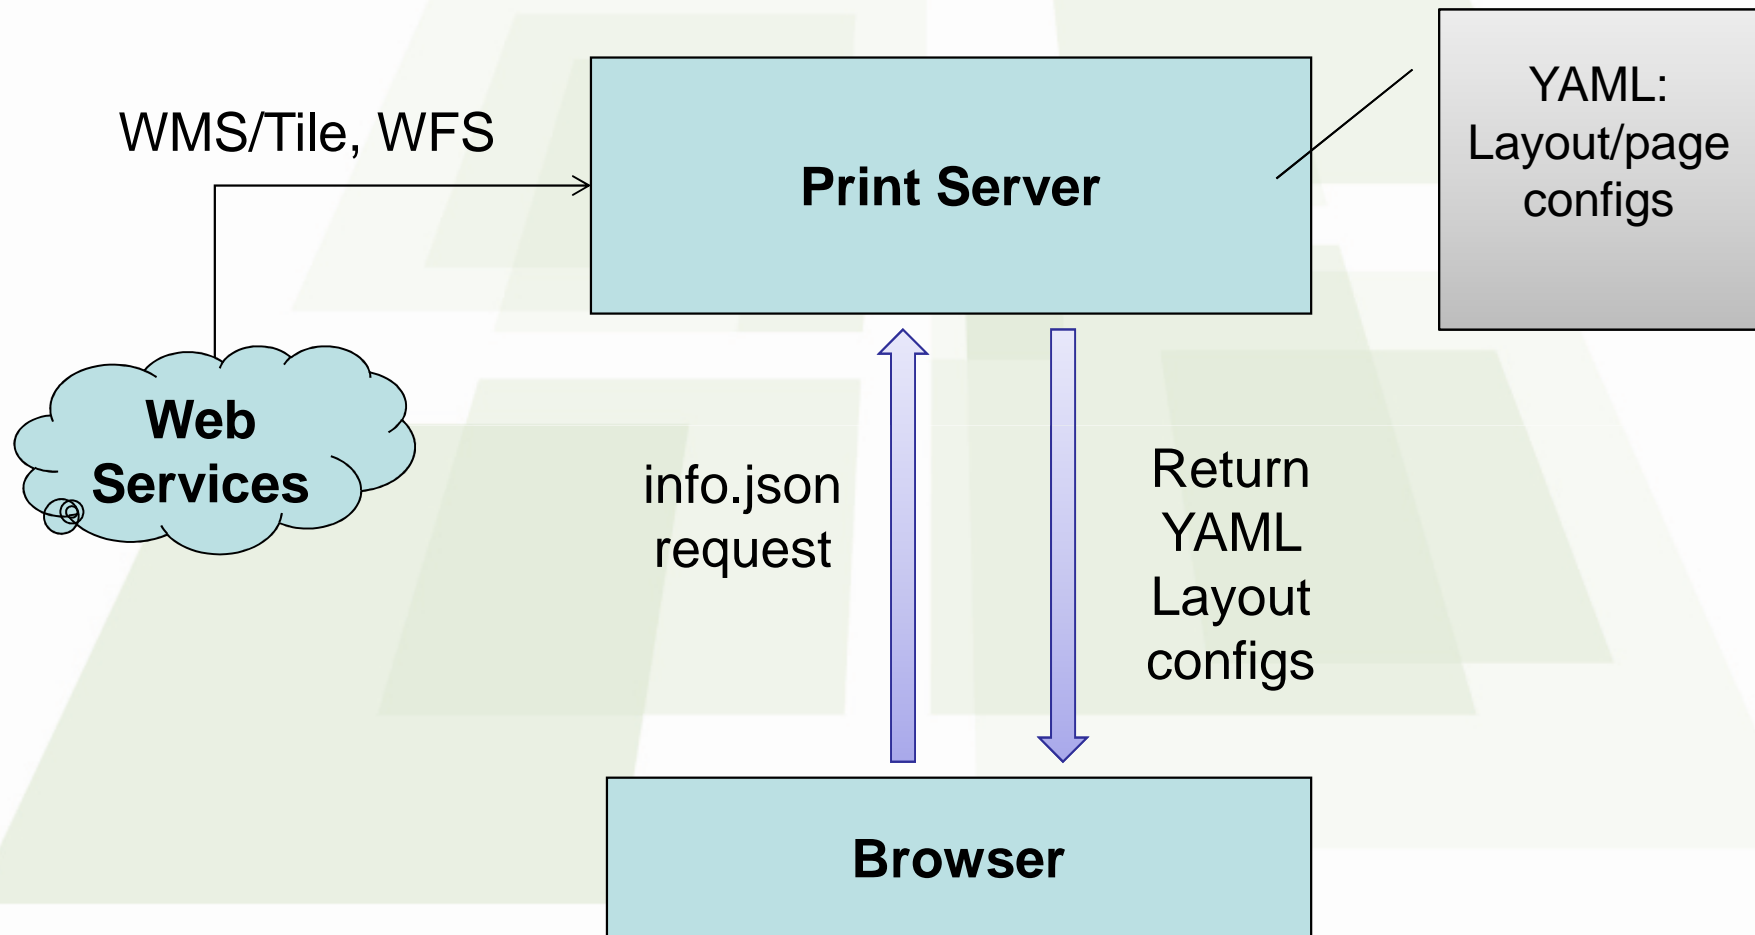 YAML:
Layout/page
configs
WMS/Tile, WFS
Print Server
Web
Services
info.json
request
Return
YAML
Layout
configs
Browser